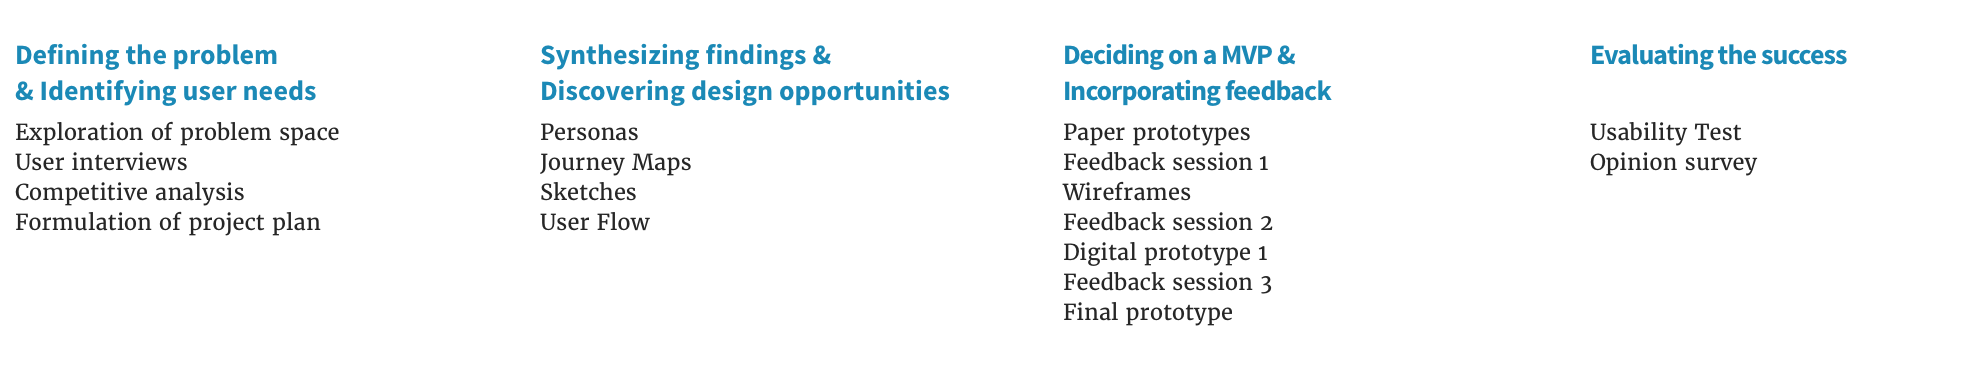 Defining the problem
& Identifying user needs
Exploration of problem space
User interviews
Competitive analysis
Formulation of project plan
Synthesizing findings &
Discovering design opportunities
Personas
Journey Maps
Sketches
User Flow
Deciding on a MVP &
Incorporating feedback
Paper prototypes
Feedback session 1
Wireframes
Feedback session 2
Digital prototype 1
Feedback session 3
Final prototype
Evaluating the success
Usability Test
Opinion survey